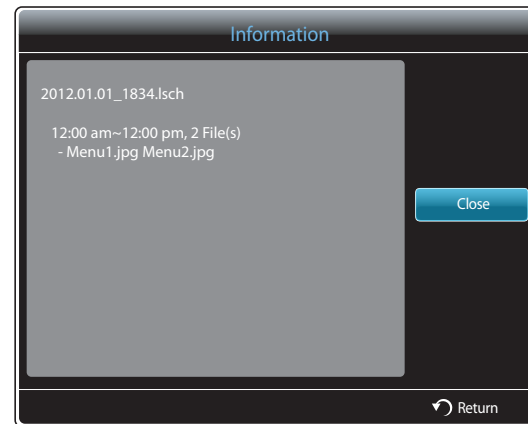 Information
2012.01.01_1834.lsch
12:00 am~12:00 pm, 2 File(s)
- Menu1.jpg Menu2.jpg
Close
Return